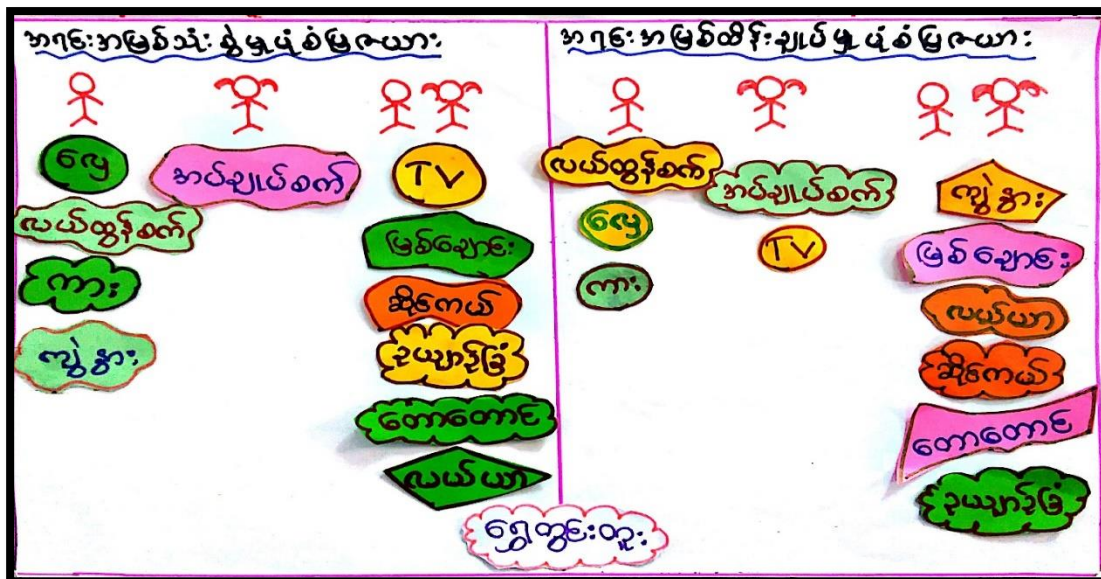 အရင်းအမြစ်သုံးစွဲမှုပုံစံမြဇယား
လှေ
လယ်ထွန်စက်
ကား
ကျွဲနွား
အပ်ချုပ်စက်
TV
မြစ်ချောင်း
ဆိုကေယ်
ဥယျာဉ်ခြံ
တောတောင်
လယ်ယာ
အရင်းအမြစ်ထိန်းချုပ်မှုပုံစံမြဇယား
လယ်ထွန်စက်
လှေ
ကား
အပ်ချုပ်စက်
TV
ကျွဲနွား
မြစ်ချောင်း
လယ်ယာ
ဆိုကေယ်
တောတောင်
ဥယျာဉ်ခြံ
ရွှေတွင်းတူး